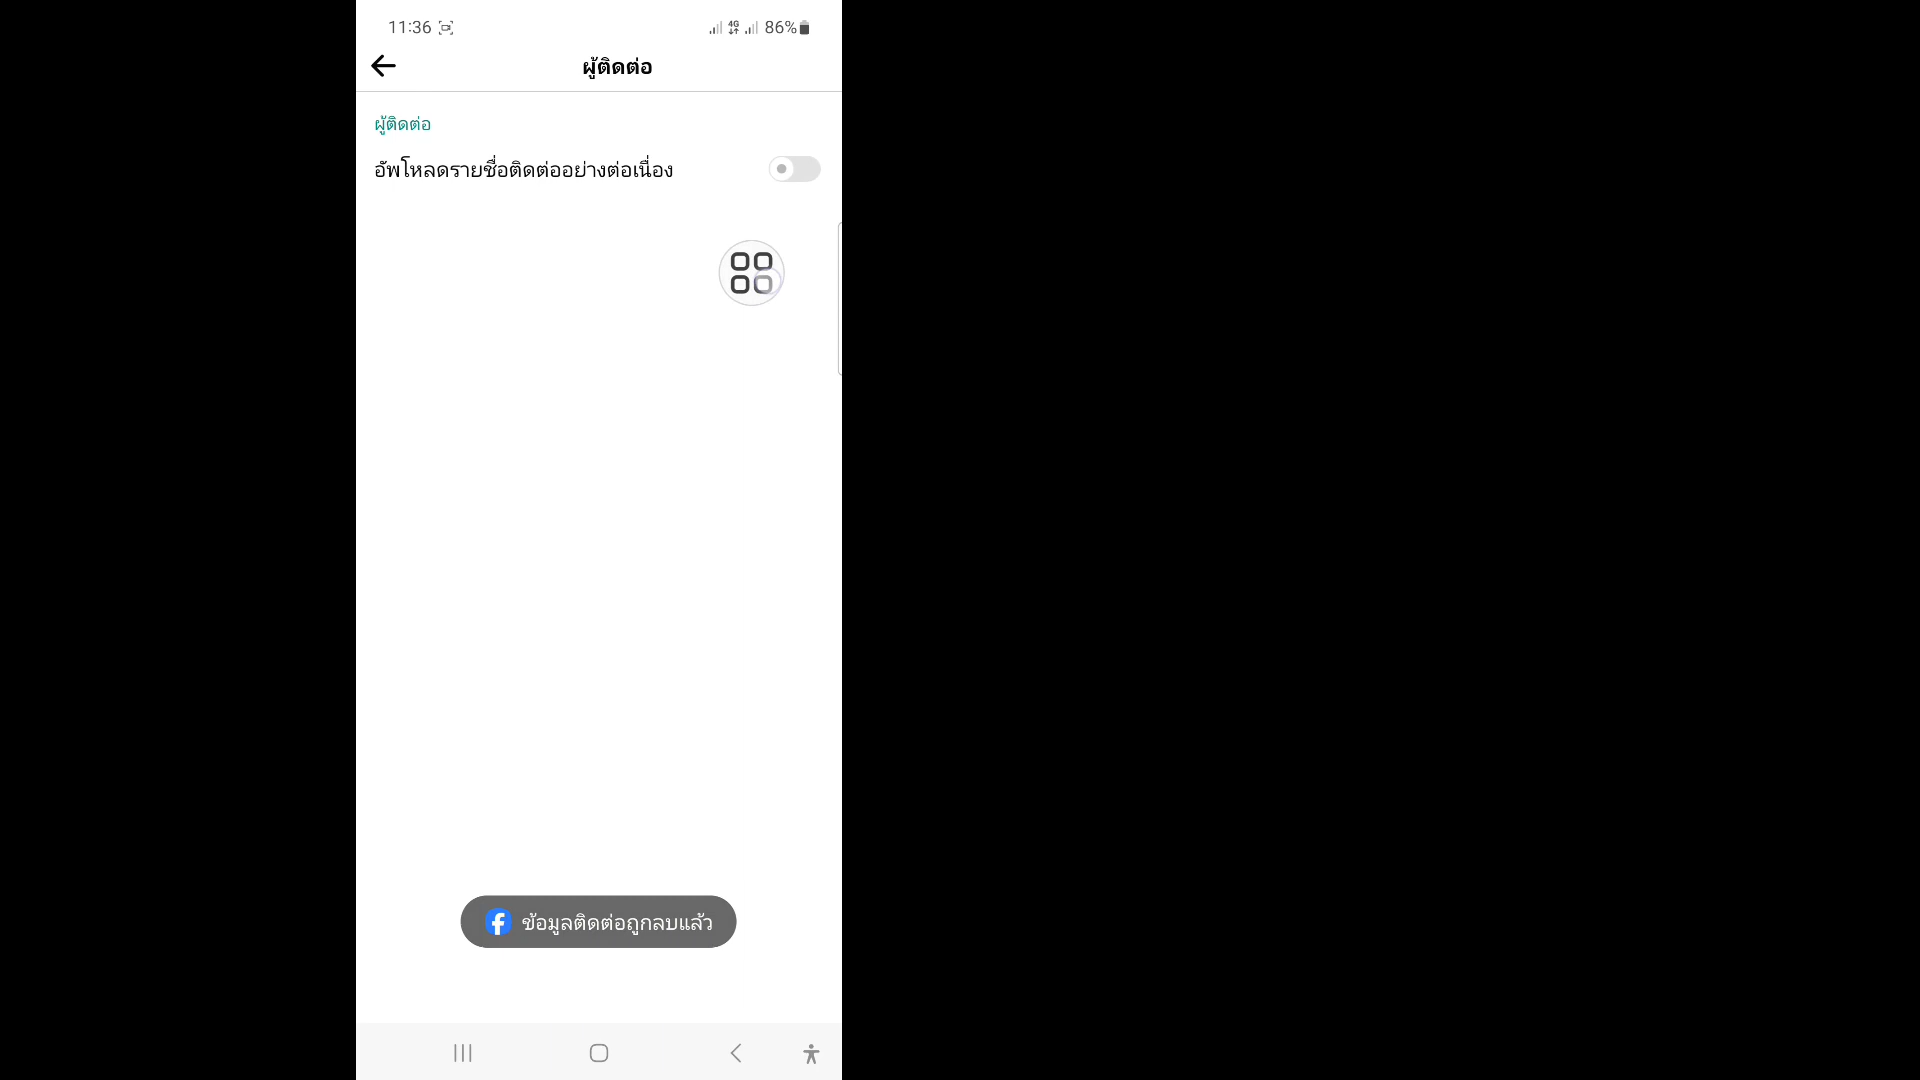 11:36 4G 86%
ผู้ติดต่อ
ผู้ติดต่อ
อัพโหลดรายชื่อติดต่ออย่างต่อเนื่อง
ข้อมูลติดต่อถูกลบแล้ว